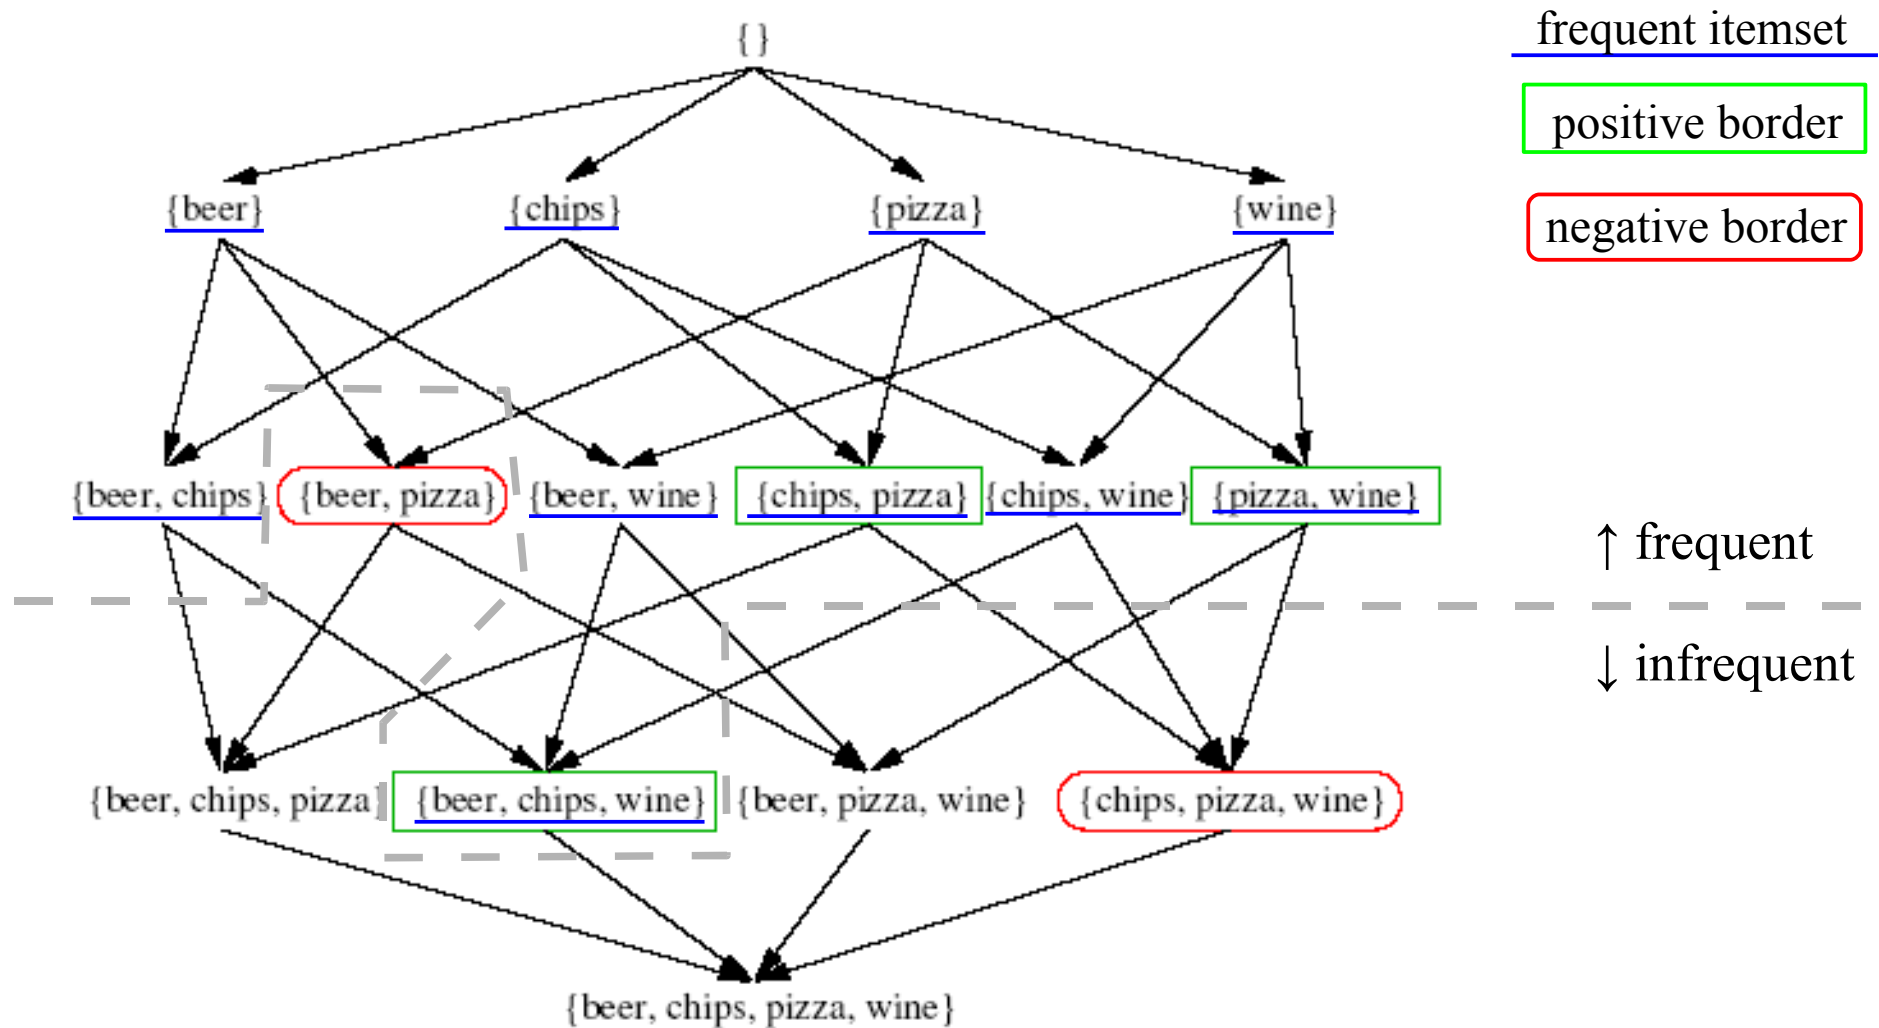 {}
frequent itemset
positive border
negative border
{beer} {chips} {pizza} {wine}
{beer, chips} {beer, pizza} {beer, wine} {chips, pizza} {chips, wine} {pizza, wine}
↑ frequent
↓ infrequent
{beer, chips, pizza} {beer, chips, wine} {beer, pizza, wine} {chips, pizza, wine}
{beer, chips, pizza, wine}